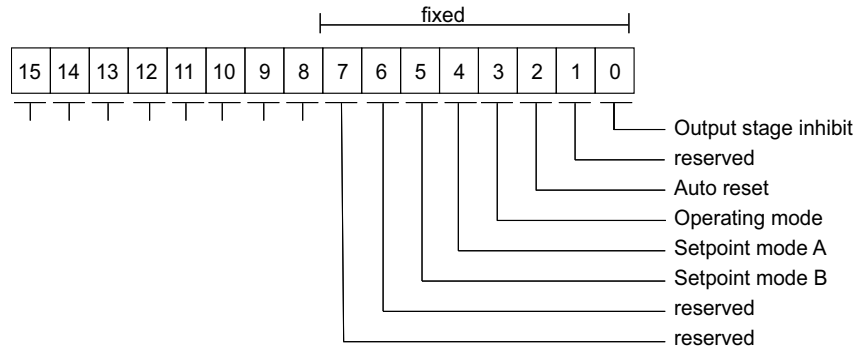 fixed
15 14 13 12 11 10 9 8 7 6 5 4 3 2 1 0
Output stage inhibit
reserved
Auto reset
Operating mode
Setpoint mode A
Setpoint mode B
reserved
reserved